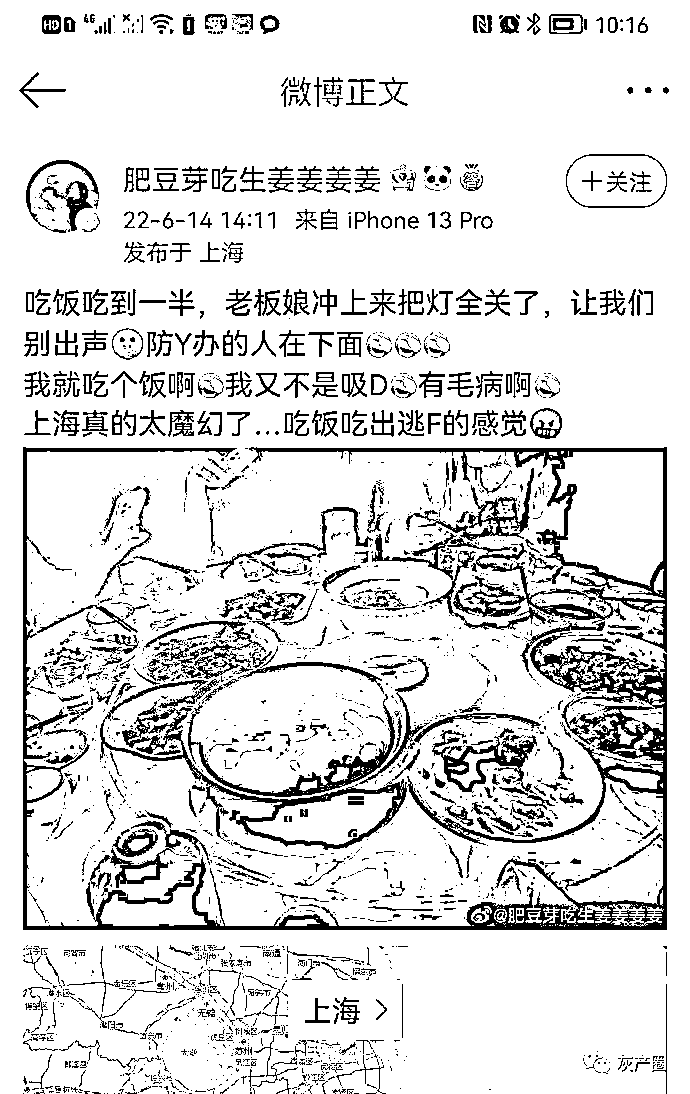 HD 1 4G 10:16
微博正文
肥豆芽吃生姜姜姜姜
+关注
22-6-14 14:11 来自 iPhone 13 Pro
发布于 上海
吃饭吃到一半，老板娘冲上来把灯全关了，让我们
别出声防Y办的人在下面
我就吃个饭啊我又不是吸D有毛病啊
上海真的太魔幻了...吃饭吃出逃F的感觉
@肥豆芽吃生姜姜姜姜
上海 >
灰产圈